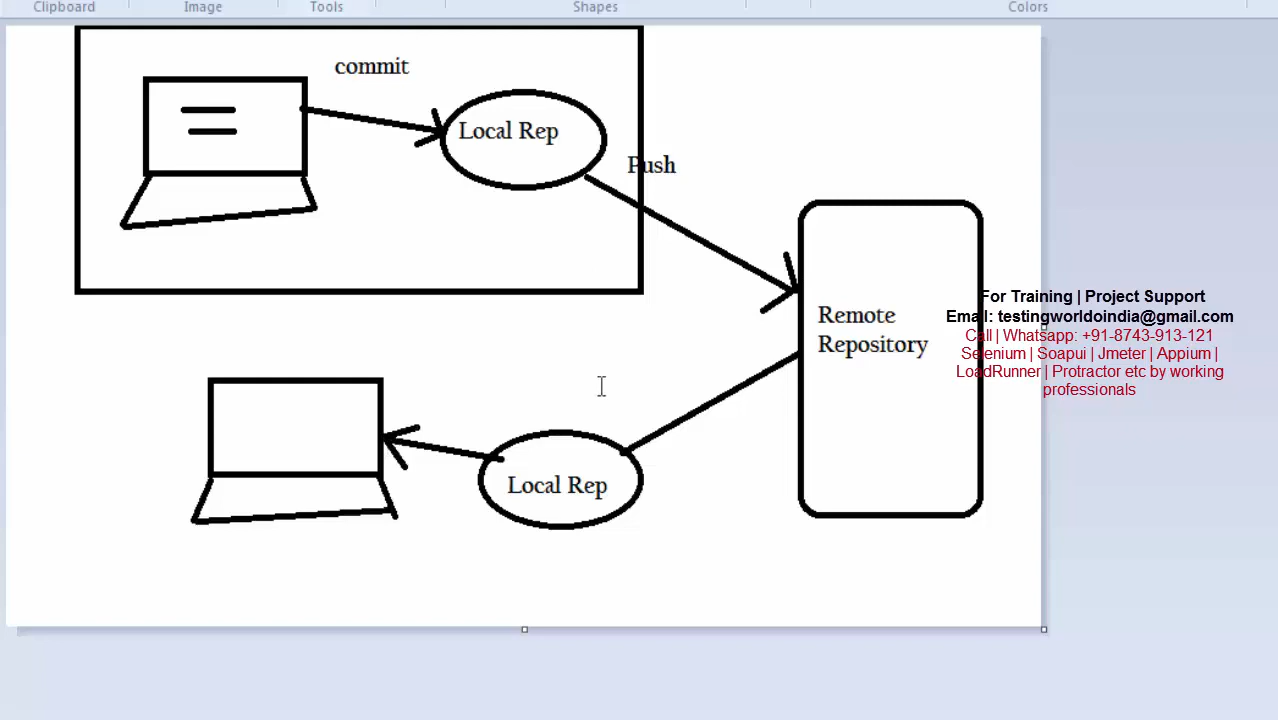 Clipboard
Image
Tools
Shapes
Colors
commit
Local Rep
Push
Remote
Repository
For Training | Project Support
Email: testingworldoindia@gmail.com
Call | Whatsapp: +91-8743-913-121
Selenium | Soapui | Jmeter | Appium |
LoadRunner | Protractor etc by working
professionals
Local Rep